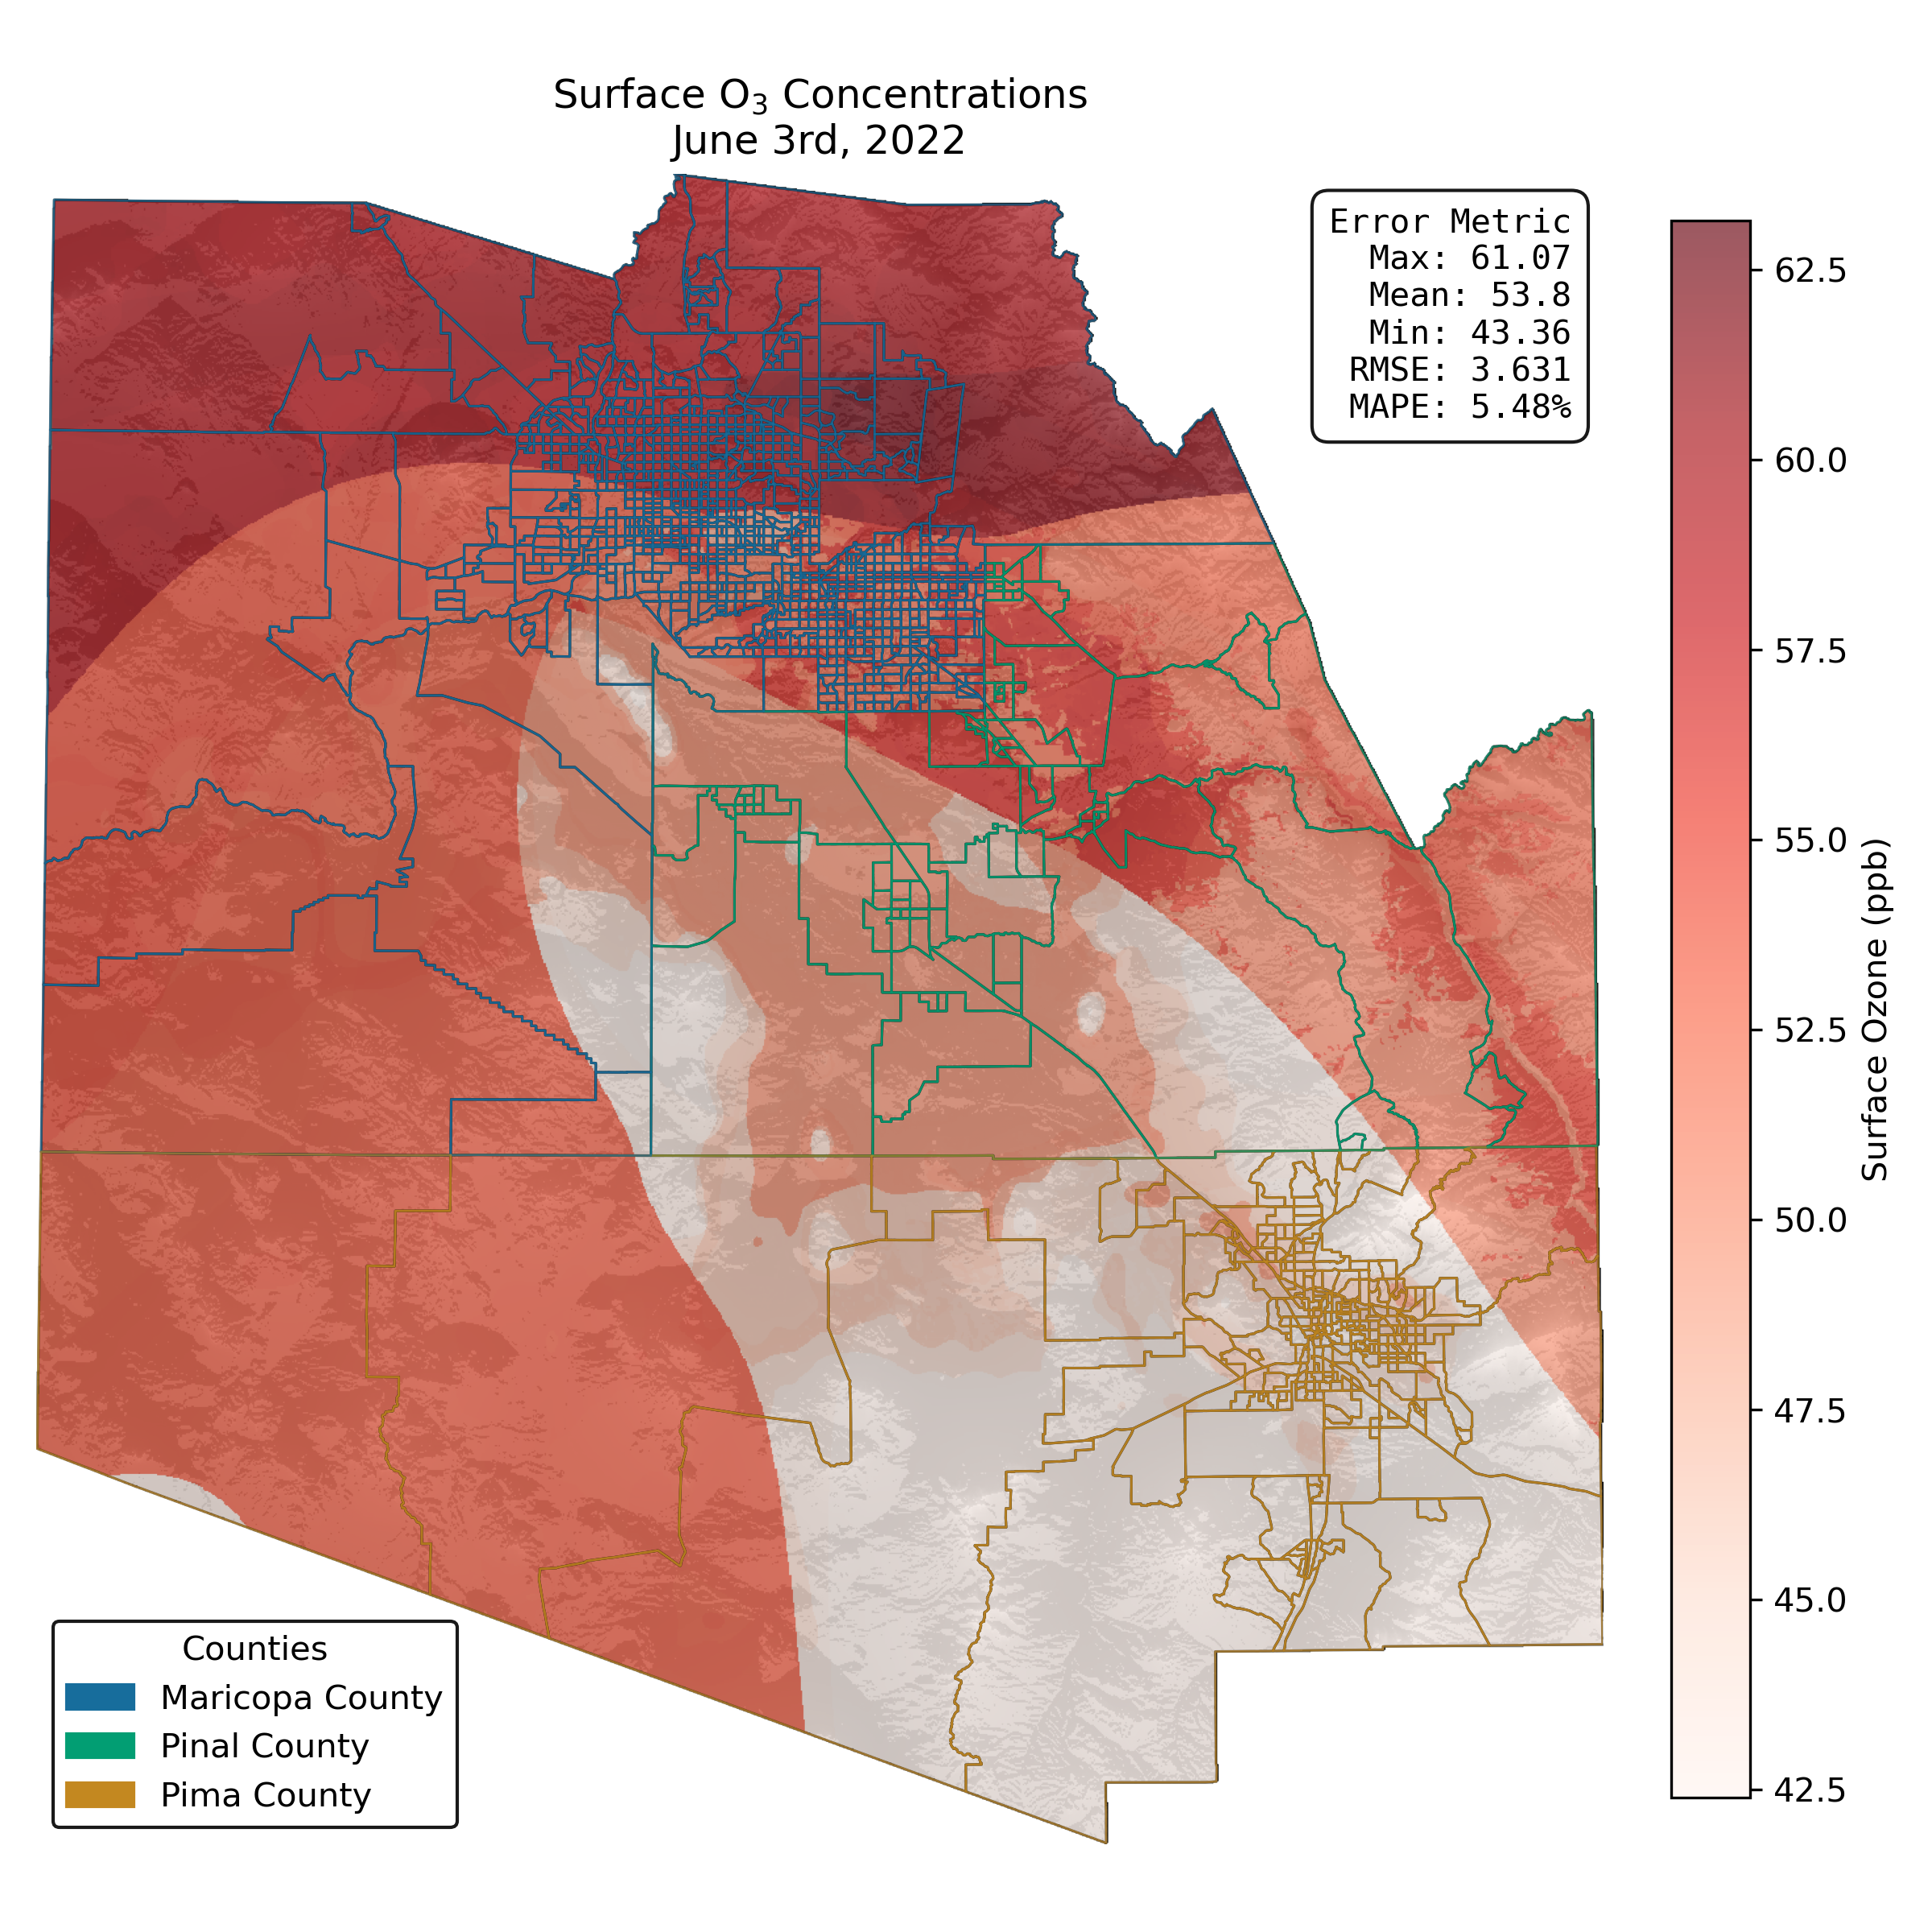 Surface O₃ Concentrations
June 3rd, 2022
Error Metric
Max: 61.07
Mean: 53.8
Min: 43.36
RMSE: 3.631
MAPE: 5.48%
62.5
60.0
57.5
55.0
52.5
50.0
47.5
45.0
42.5
Surface Ozone (ppb)
Counties
Maricopa County
Pinal County
Pima County